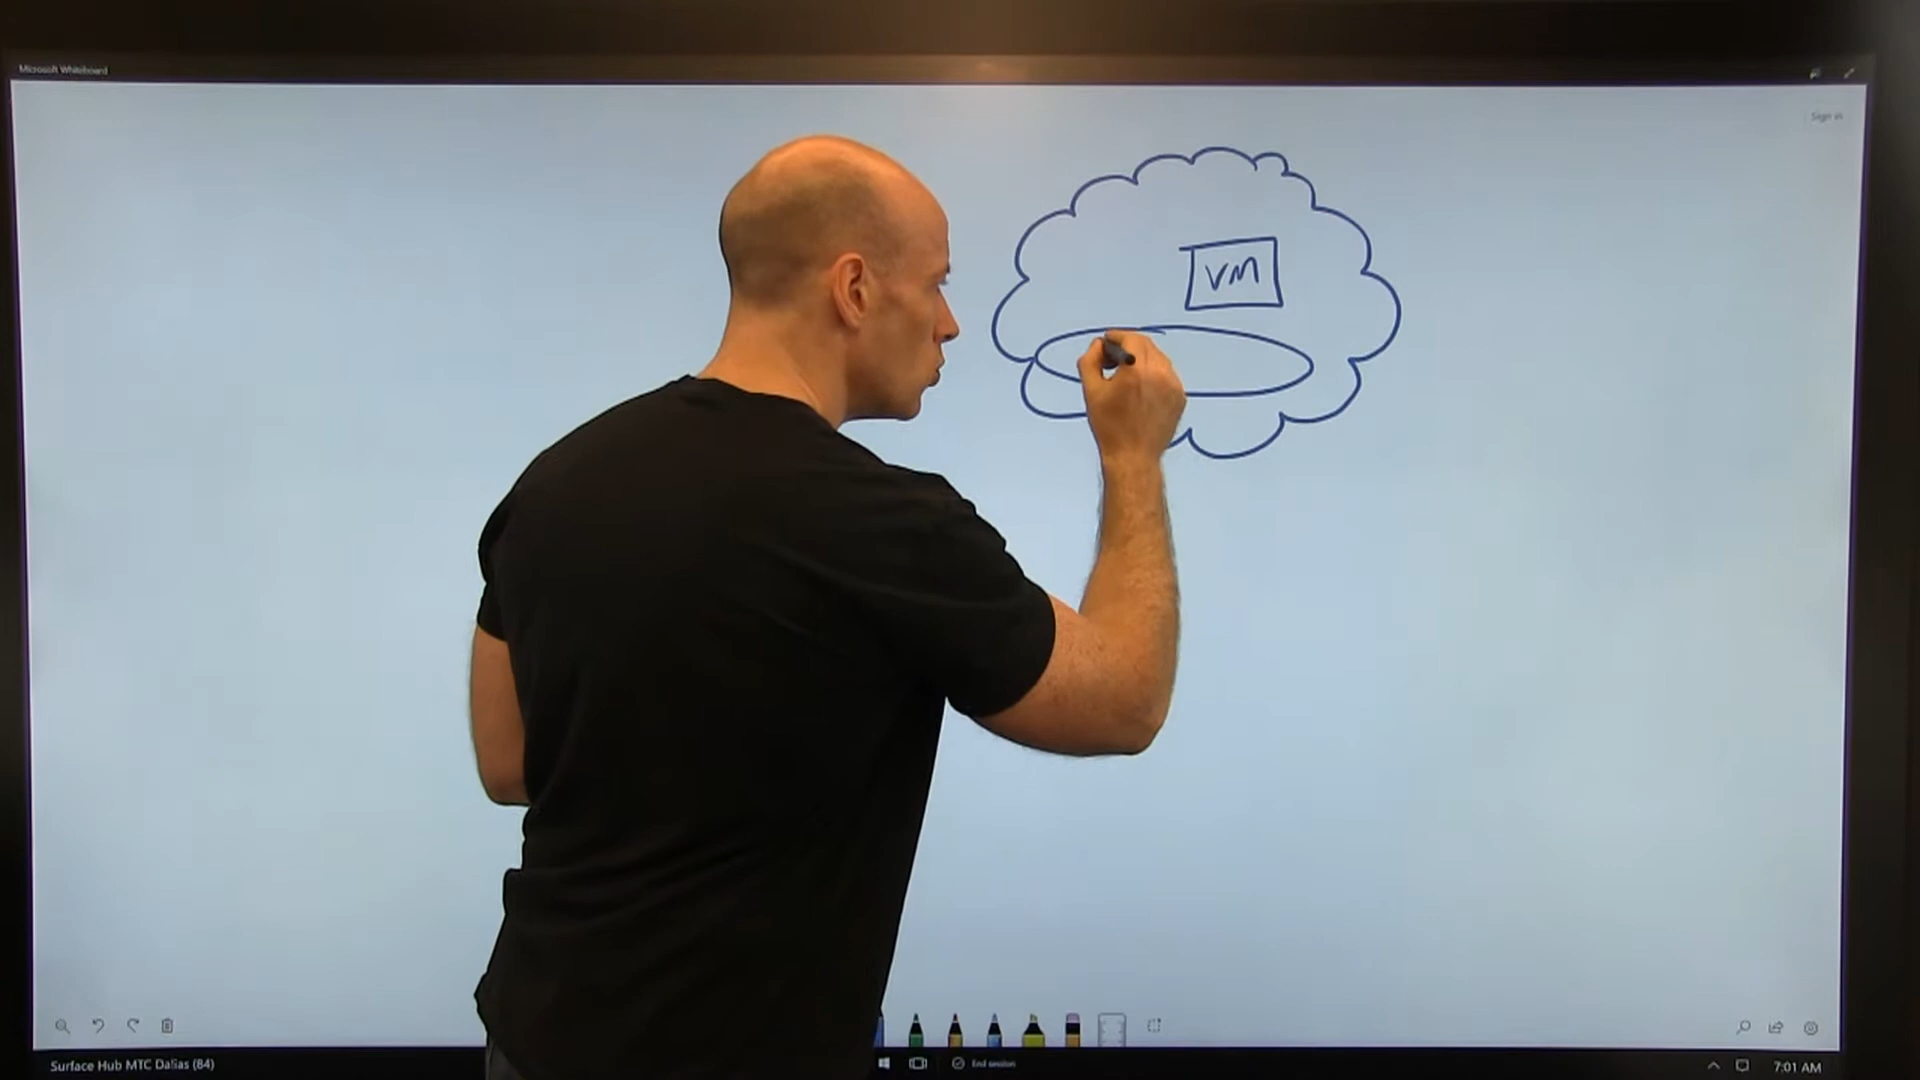 Microsoft Whiteboard
Sign in
VM
Surface Hub MTC Dallas (84)
End session
7:01 AM